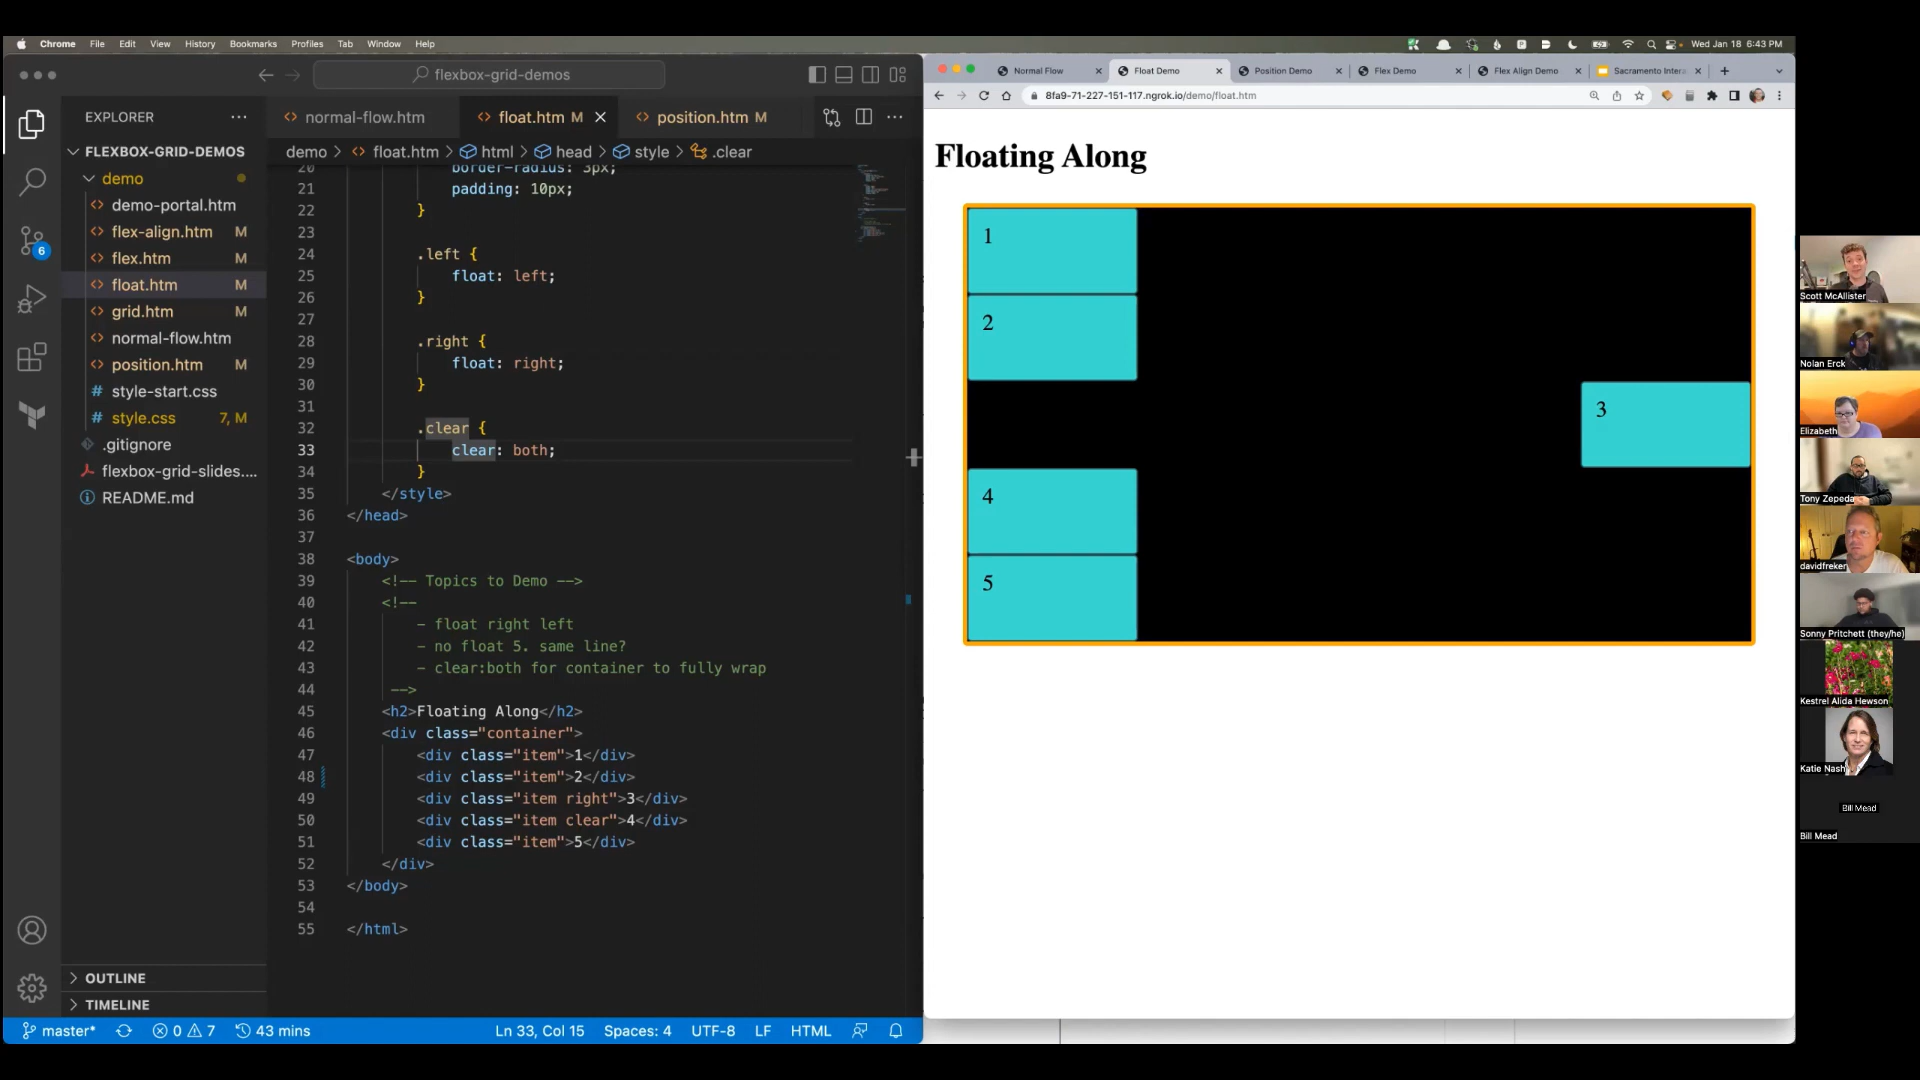 Chrome File Edit View History Bookmarks Profiles Tab Window Help
Wed Jan 18 6:43 PM
flexbox-grid-demos
EXPLORER
FLEXBOX-GRID-DEMOS
demo
demo-portal.htm
flex-align.htm M
flex.htm M
float.htm M
grid.htm M
normal-flow.htm
position.htm M
# style-start.css
# style.css 7, M
.gitignore
flexbox-grid-slides....
README.md
6
OUTLINE
TIMELINE
normal-flow.htm
float.htm M
position.htm M
demo > float.htm > html > head > style > .clear
20 border-radius: 3px;
21 padding: 10px;
22 }
23
24 .left {
25 float: left;
26 }
27
28 .right {
29 float: right;
30 }
31
32 .clear {
33 clear: both;
34 }
35 </style>
36 </head>
37
38 <body>
39 <!-- Topics to Demo -->
40 <!--
41 - float right left
42 - no float 5. same line?
43 - clear:both for container to fully wrap
44 -->
45 <h2>Floating Along</h2>
46 <div class="container">
47 <div class="item">1</div>
48 <div class="item">2</div>
49 <div class="item right">3</div>
50 <div class="item clear">4</div>
51 <div class="item">5</div>
52 </div>
53 </body>
54
55 </html>
master* 0 7 43 mins Ln 33, Col 15 Spaces: 4 UTF-8 LF HTML
Normal Flow
Float Demo
Position Demo
Flex Demo
Flex Align Demo
Sacramento Intera
8fa9-71-227-151-117.ngrok.io/demo/float.htm
Floating Along
1
2
3
4
5
Scott McAllister
Nolan Erck
Elizabeth
Tony Zepeda
davidfreker
Sonny Pritchett (they/he)
Kestrel Alida Hewson
Katie Nash
Bill Mead
Bill Mead